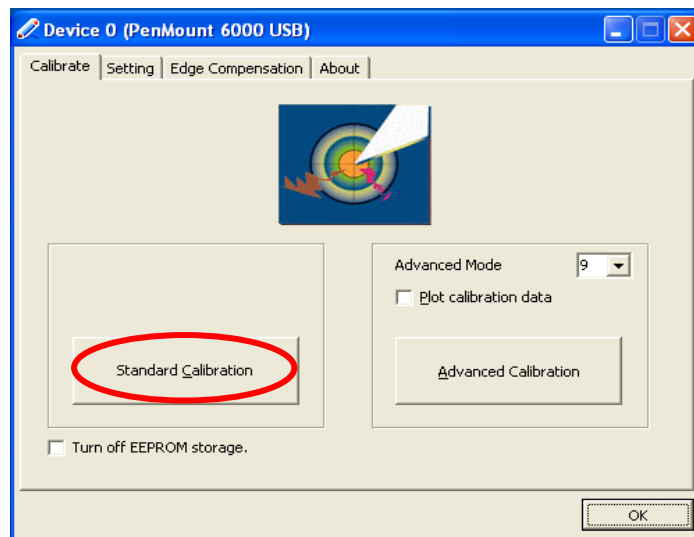 Device 0 (PenMount 6000 USB)
Calibrate Setting Edge Compensation About
Advanced Mode 9
Plot calibration data
Standard Calibration
Advanced Calibration
Turn off EEPROM storage.
OK